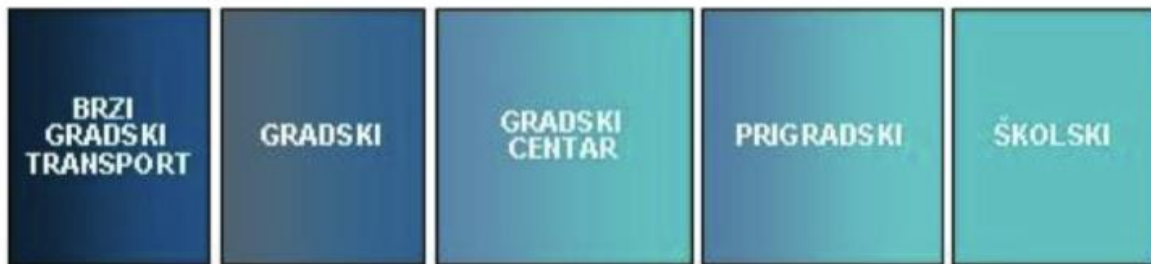 BRZI
GRADSKI
TRANSPORT
GRADSKI
GRADSKI
CENTAR
PRIGRADSKI
ŠKOLSKI